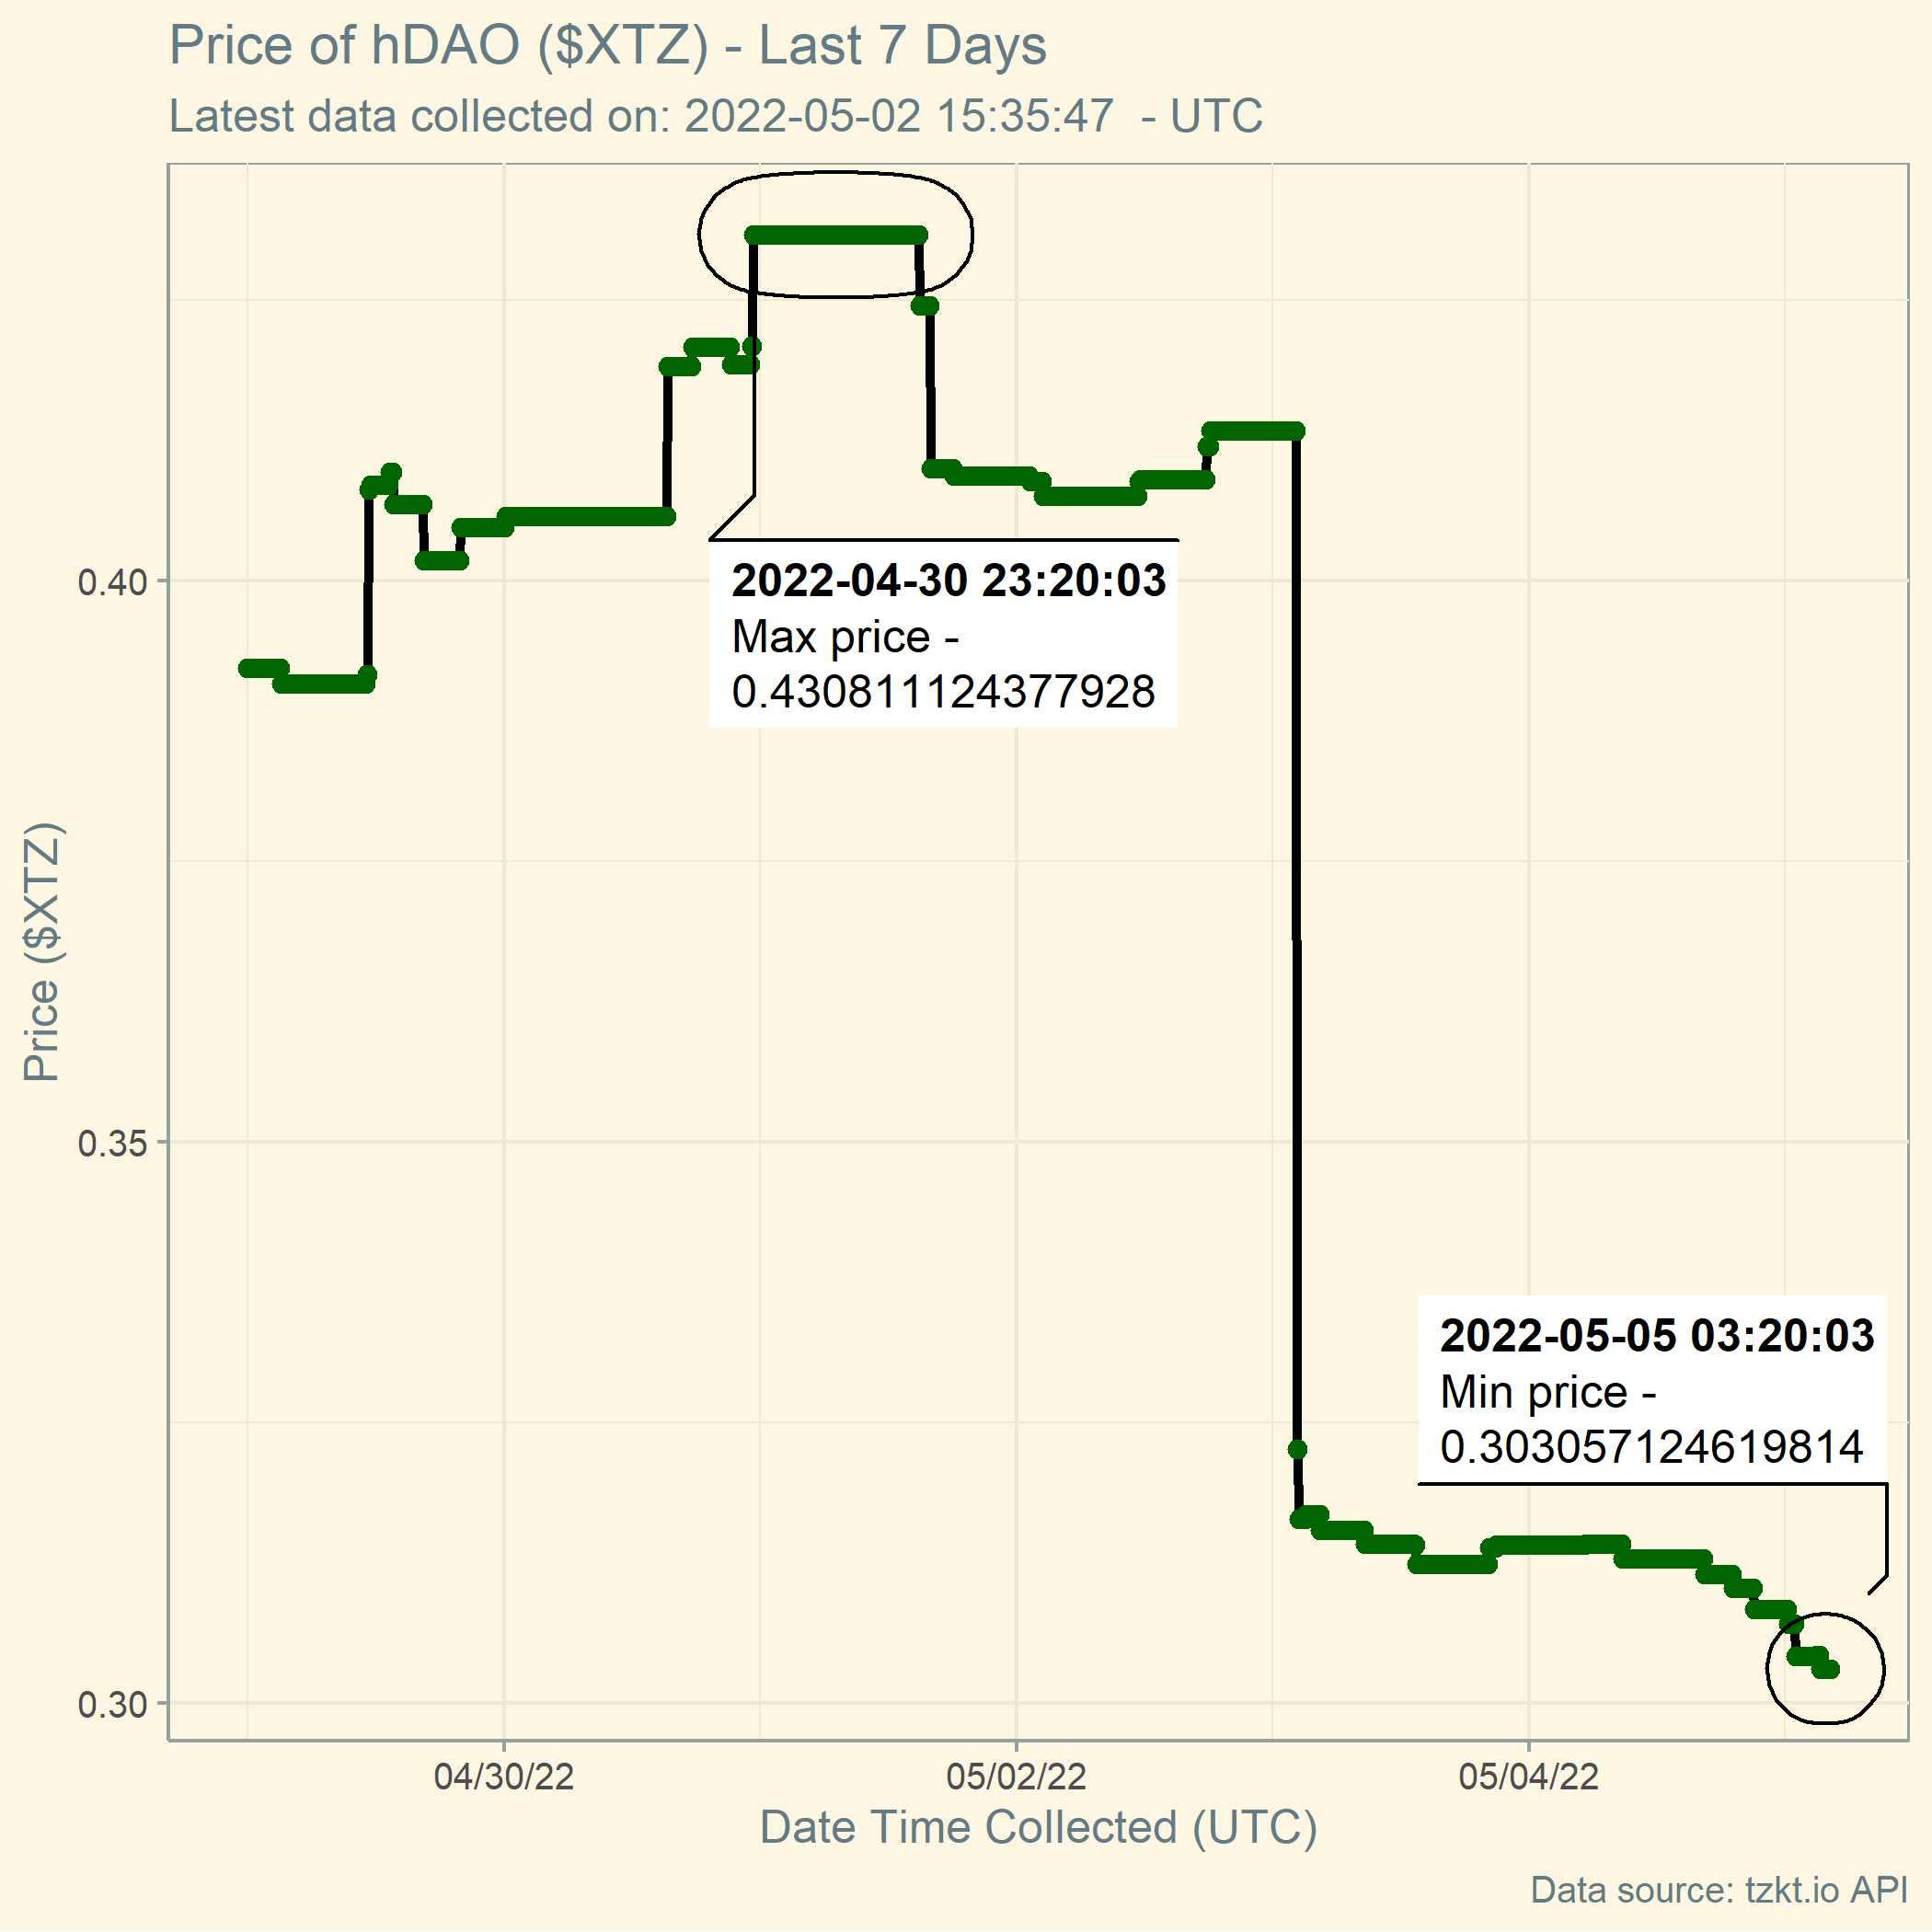 Price of hDAO ($XTZ) - Last 7 Days
Latest data collected on: 2022-05-02 15:35:47  - UTC
2022-04-30 23:20:03
Max price -
0.430811124377928
2022-05-05 03:20:03
Min price -
0.303057124619814
Price ($XTZ)
0.40
0.35
0.30
04/30/22
05/02/22
05/04/22
Date Time Collected (UTC)
Data source: tzkt.io API